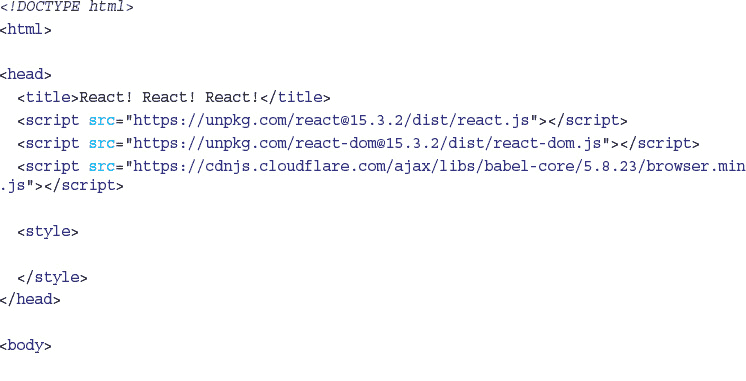 <!DOCTYPE html>
<html>
<head>
<title>React! React! React!</title>
<script src="https://unpkg.com/react@15.3.2/dist/react.js"></script>
<script src="https://unpkg.com/react-dom@15.3.2/dist/react-dom.js"></script>
<script src="https://cdnjs.cloudflare.com/ajax/libs/babel-core/5.8.23/browser.min
.js"></script>
<style>
</style>
</head>
<body>